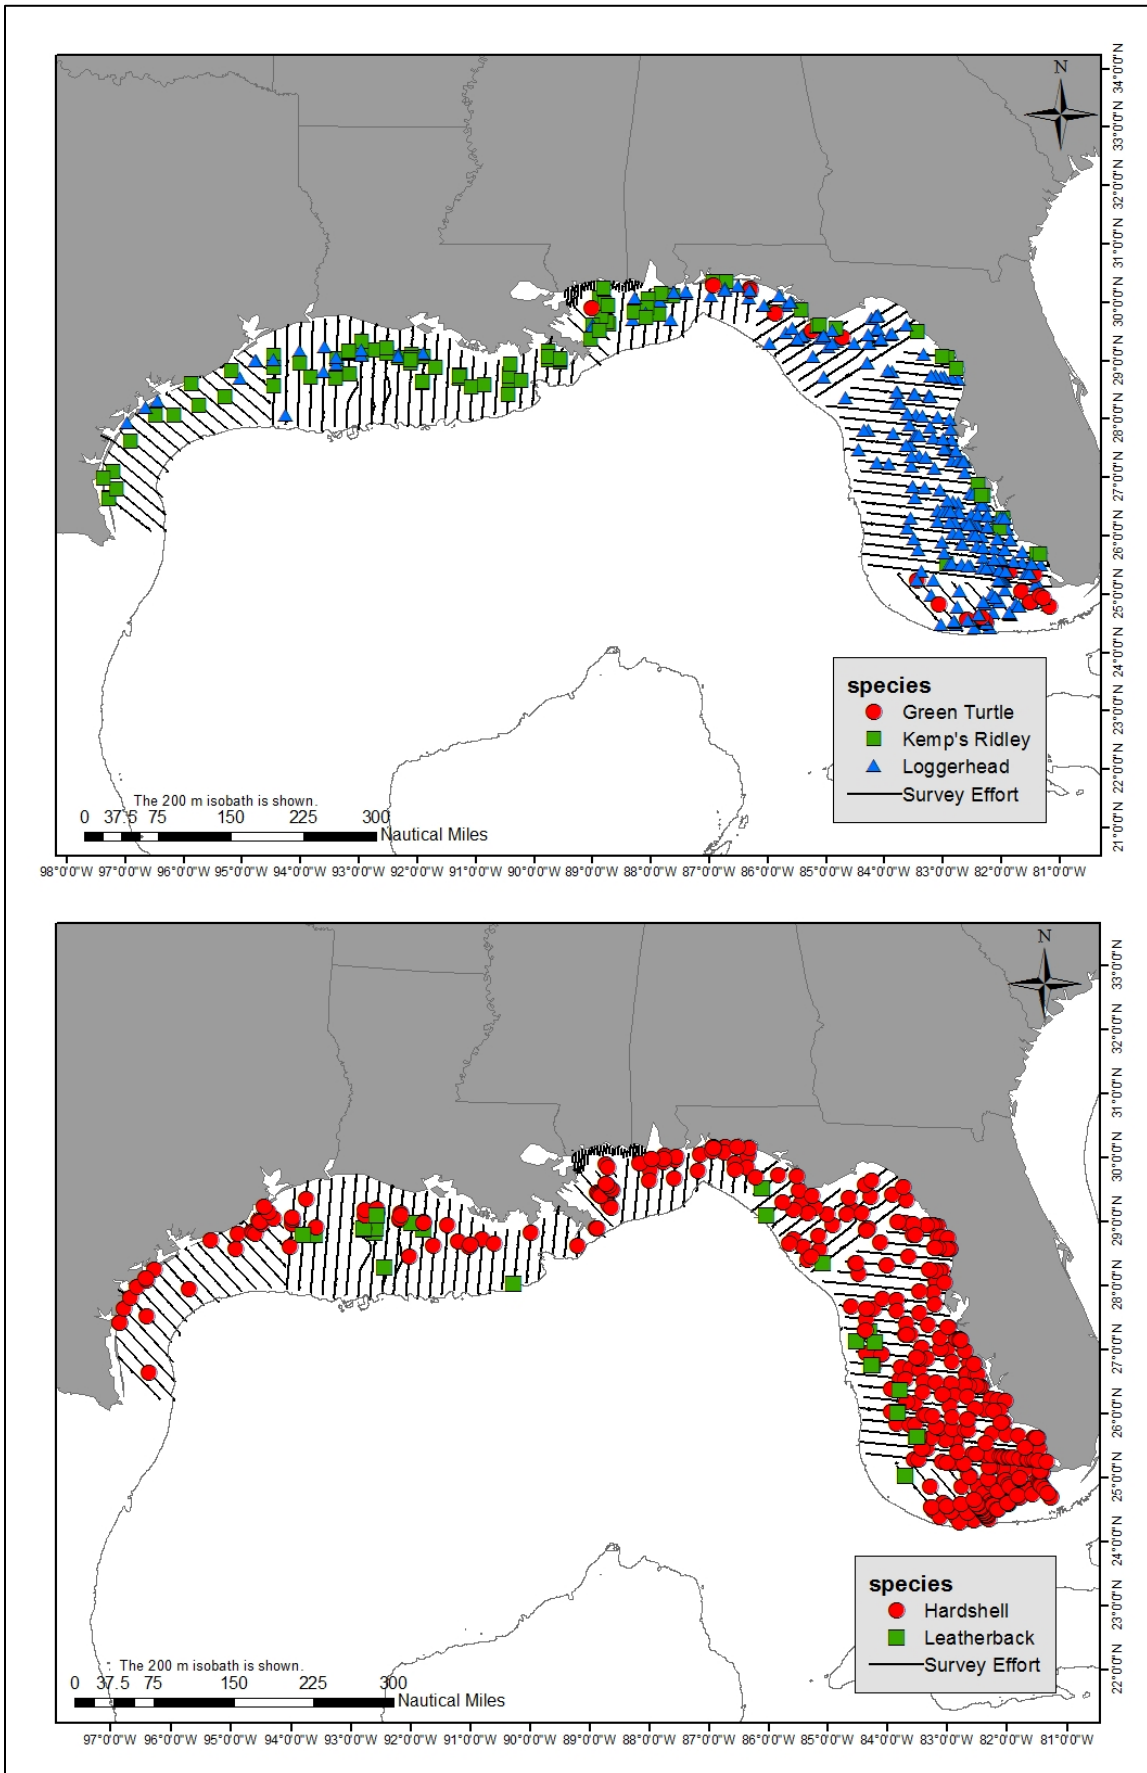 N
34°0'0"N
33°0'0"N
32°0'0"N
31°0'0"N
30°0'0"N
29°0'0"N
28°0'0"N
27°0'0"N
26°0'0"N
25°0'0"N
24°0'0"N
23°0'0"N
22°0'0"N
21°0'0"N
species
Green Turtle
Kemp's Ridley
Loggerhead
Survey Effort
The 200 m isobath is shown.
0 37.5 75 150 225 300
Nautical Miles
98°0'0"W 97°0'0"W 96°0'0"W 95°0'0"W 94°0'0"W 93°0'0"W 92°0'0"W 91°0'0"W 90°0'0"W 89°0'0"W 88°0'0"W 87°0'0"W 86°0'0"W 85°0'0"W 84°0'0"W 83°0'0"W 82°0'0"W 81°0'0"W
N
33°0'0"N
32°0'0"N
31°0'0"N
30°0'0"N
29°0'0"N
28°0'0"N
27°0'0"N
26°0'0"N
25°0'0"N
24°0'0"N
23°0'0"N
22°0'0"N
species
Hardshell
Leatherback
Survey Effort
The 200 m isobath is shown.
0 37.5 75 150 225 300
Nautical Miles
97°0'0"W 96°0'0"W 95°0'0"W 94°0'0"W 93°0'0"W 92°0'0"W 91°0'0"W 90°0'0"W 89°0'0"W 88°0'0"W 87°0'0"W 86°0'0"W 85°0'0"W 84°0'0"W 83°0'0"W 82°0'0"W 81°0'0"W